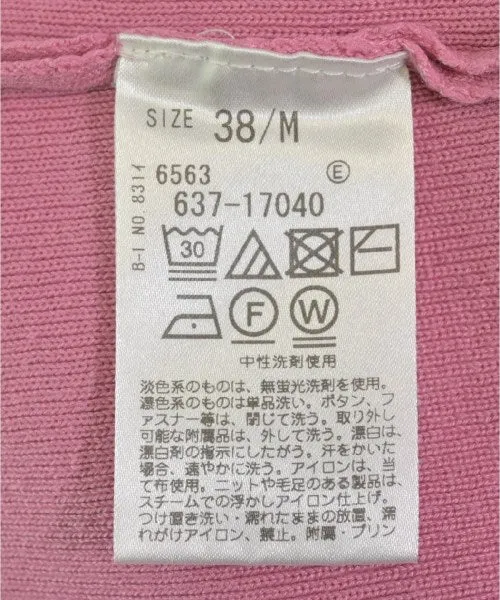 SIZE 38/M
B-I NO. 8314
6563 Ⓔ
637-17040
30
F W
中性洗剤使用
淡色系のものは、無蛍光洗剤を使用。
濃色系のものは単品洗い。ボタン、フ
ァスナー等は、閉じて洗う。取り外し
可能な附属品は、外して洗う。漂白は、
漂白剤の指示にしたがう。汗をかいた
場合、速やかに洗う。アイロンは、当
て布使用。ニットや毛足のある製品は、
スチームでの浮かしアイロン仕上げ。
つけ置き洗い・濡れたままの放置、濡
れがけアイロン、禁止。附属・プリン